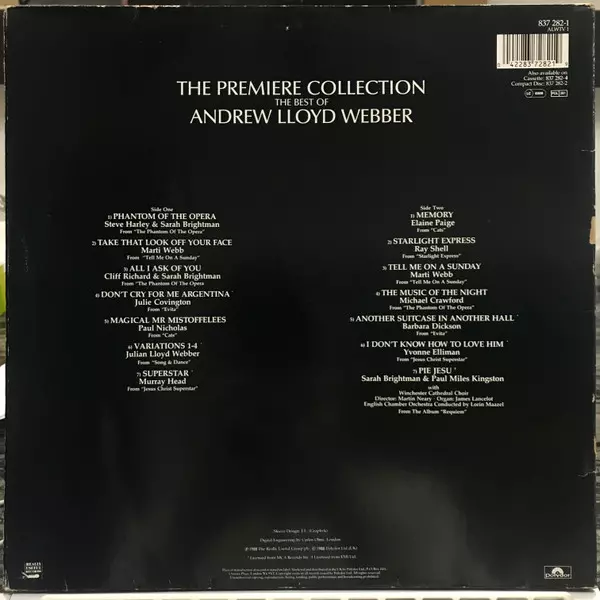 837 282-1
ALWTV 1
0 42283 72821 9
Also available on
Cassette: 837 282-4
Compact Disc: 837 282-2
THE PREMIERE COLLECTION
THE BEST OF
ANDREW LLOYD WEBBER
Side One
1) PHANTOM OF THE OPERA
Steve Harley & Sarah Brightman
From "The Phantom Of The Opera"
2) TAKE THAT LOOK OFF YOUR FACE
Marti Webb
From "Tell Me On A Sunday"
3) ALL I ASK OF YOU
Cliff Richard & Sarah Brightman
From "The Phantom Of The Opera"
4) DON'T CRY FOR ME ARGENTINA
Julie Covington
From "Evita"
5) MAGICAL MR MISTOFFELEES
Paul Nicholas
From "Cats"
6) VARIATIONS 1-4
Julian Lloyd Webber
From "Song & Dance"
7) SUPERSTAR
Murray Head
From "Jesus Christ Superstar"
Side Two
1) MEMORY
Elaine Paige
From "Cats"
2) STARLIGHT EXPRESS
Ray Shell
From "Starlight Express"
3) TELL ME ON A SUNDAY
Marti Webb
From "Tell Me On A Sunday"
4) THE MUSIC OF THE NIGHT
Michael Crawford
From "The Phantom Of The Opera"
5) ANOTHER SUITCASE IN ANOTHER HALL
Barbara Dickson
From "Evita"
6) I DON'T KNOW HOW TO LOVE HIM
Yvonne Elliman
From "Jesus Christ Superstar"
7) PIE JESU
Sarah Brightman & Paul Miles Kingston
with
Winchester Cathedral Choir
Director: Martin Neary · Organ: James Lancelot
English Chamber Orchestra Conducted by Lorin Maazel
From The Album "Requiem"
Polydor